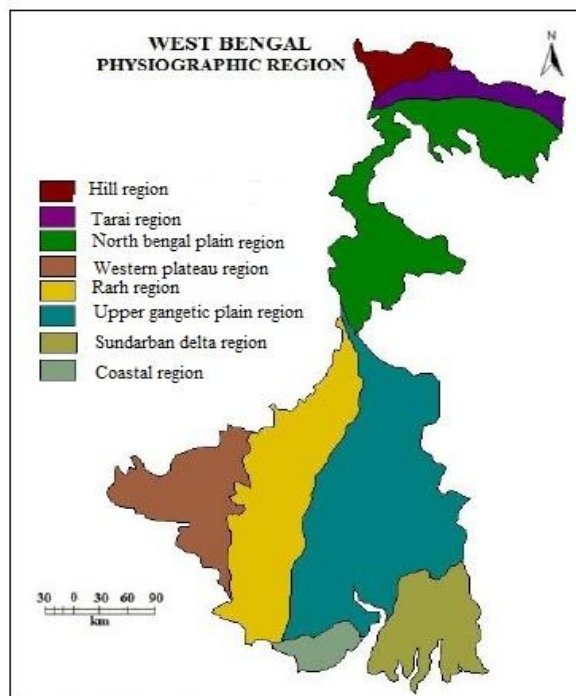 WEST BENGAL
PHYSIOGRAPHIC REGION
N
Hill region
Tarai region
North bengal plain region
Western plateau region
Rarh region
Upper gangetic plain region
Sundarban delta region
Coastal region
30 0 30 60 90
km